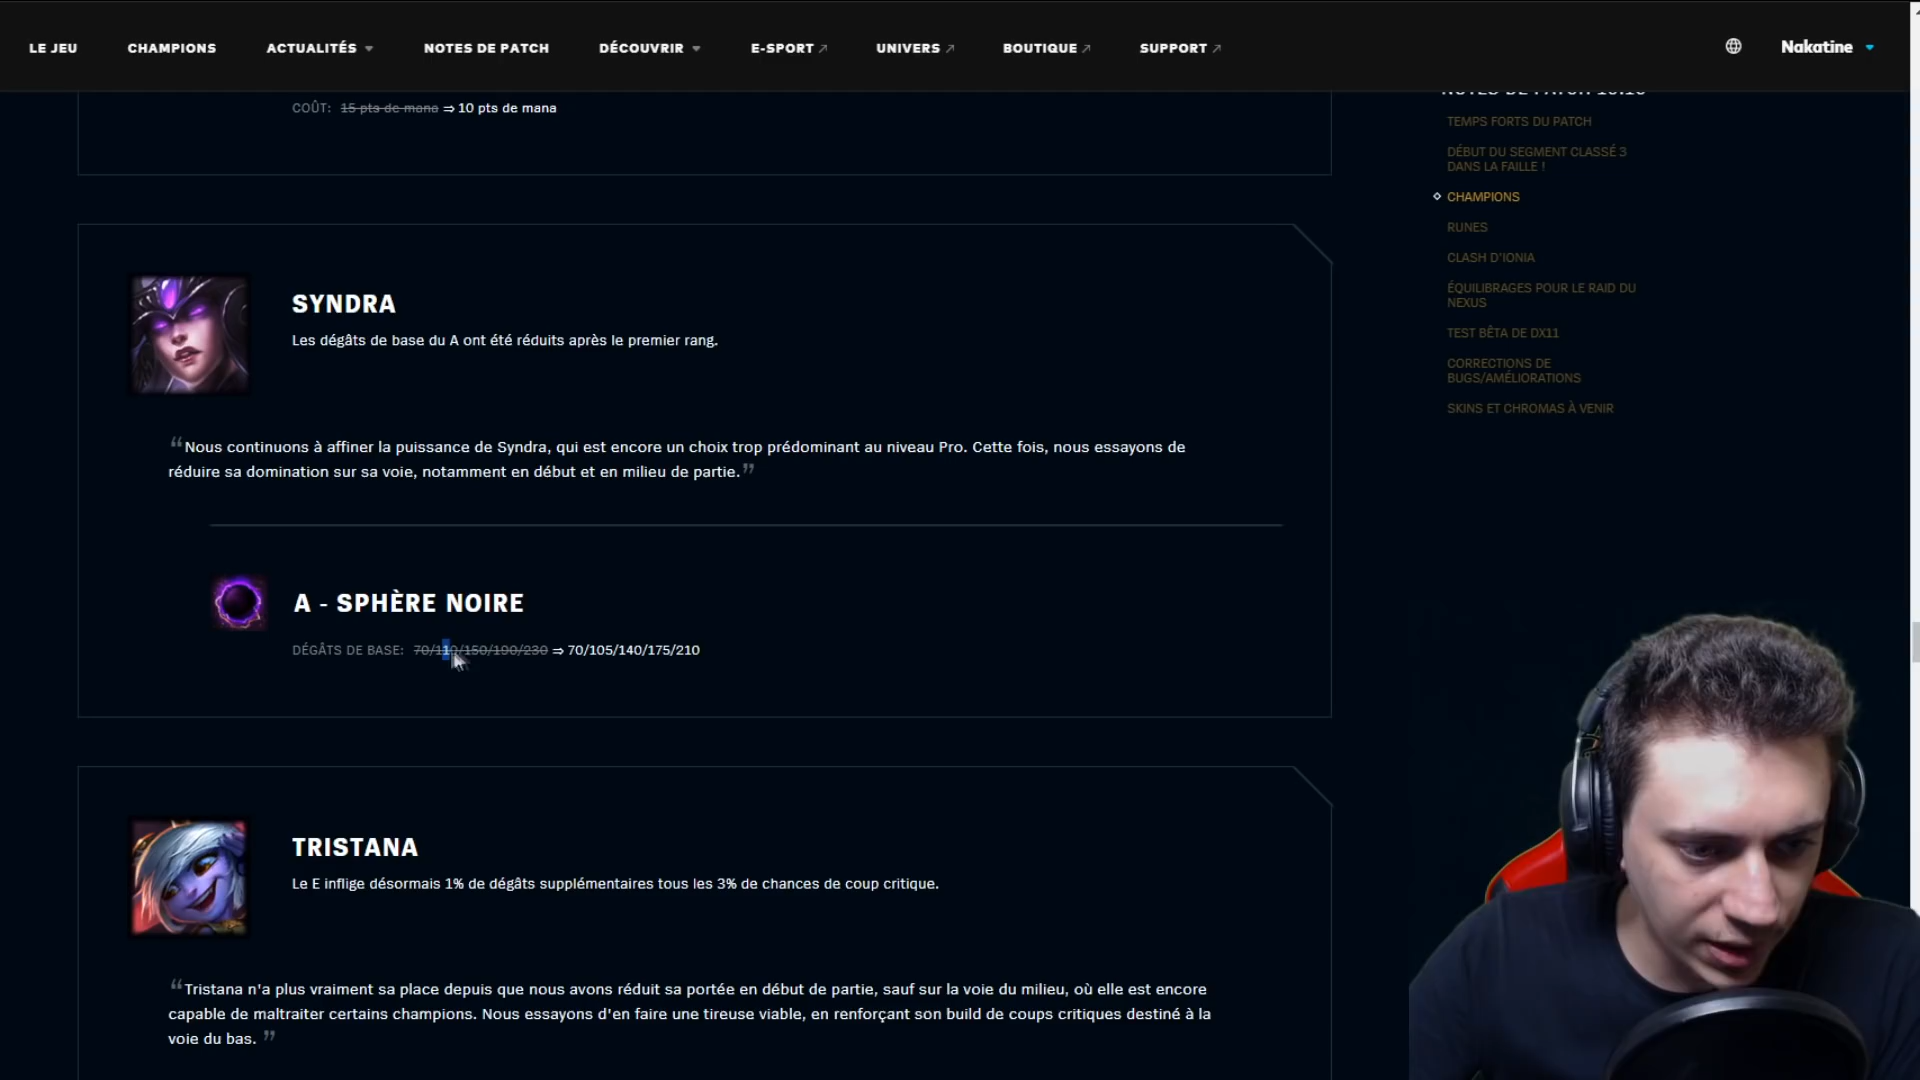 LE JEU CHAMPIONS ACTUALITÉS NOTES DE PATCH DÉCOUVRIR E-SPORT UNIVERS BOUTIQUE SUPPORT Nakatine
COÛT: 15 pts de mana ⇒ 10 pts de mana
SYNDRA
Les dégâts de base du A ont été réduits après le premier rang.
“Nous continuons à affiner la puissance de Syndra, qui est encore un choix trop prédominant au niveau Pro. Cette fois, nous essayons de
réduire sa domination sur sa voie, notamment en début et en milieu de partie.”
A - SPHÈRE NOIRE
DÉGÂTS DE BASE: 70/110/150/190/230 ⇒ 70/105/140/175/210
TRISTANA
Le E inflige désormais 1% de dégâts supplémentaires tous les 3% de chances de coup critique.
“Tristana n'a plus vraiment sa place depuis que nous avons réduit sa portée en début de partie, sauf sur la voie du milieu, où elle est encore
capable de maltraiter certains champions. Nous essayons d'en faire une tireuse viable, en renforçant son build de coups critiques destiné à la
voie du bas. ”
NOTES DE PATCH
TEMPS FORTS DU PATCH
DÉBUT DU SEGMENT CLASSÉ 3
DANS LA FAILLE !
CHAMPIONS
RUNES
CLASH D'IONIA
ÉQUILIBRAGES POUR LE RAID DU
NEXUS
TEST BÊTA DE DX11
CORRECTIONS DE
BUGS/AMÉLIORATIONS
SKINS ET CHROMAS À VENIR